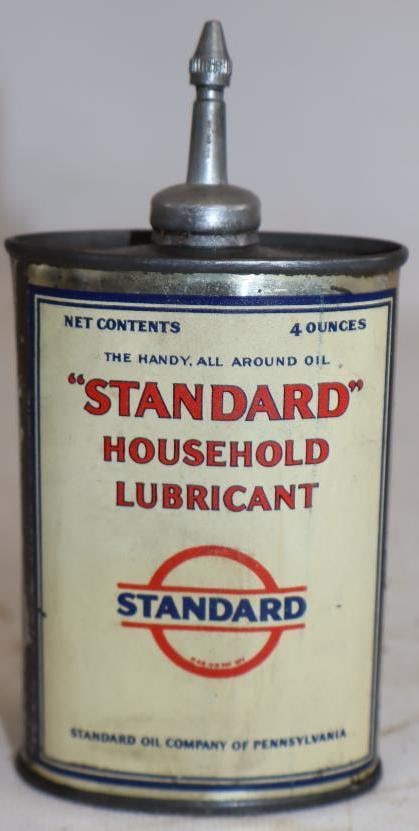 NET CONTENTS 4 OUNCES
THE HANDY, ALL AROUND OIL
"STANDARD"
HOUSEHOLD
LUBRICANT
STANDARD
STANDARD OIL COMPANY OF PENNSYLVANIA